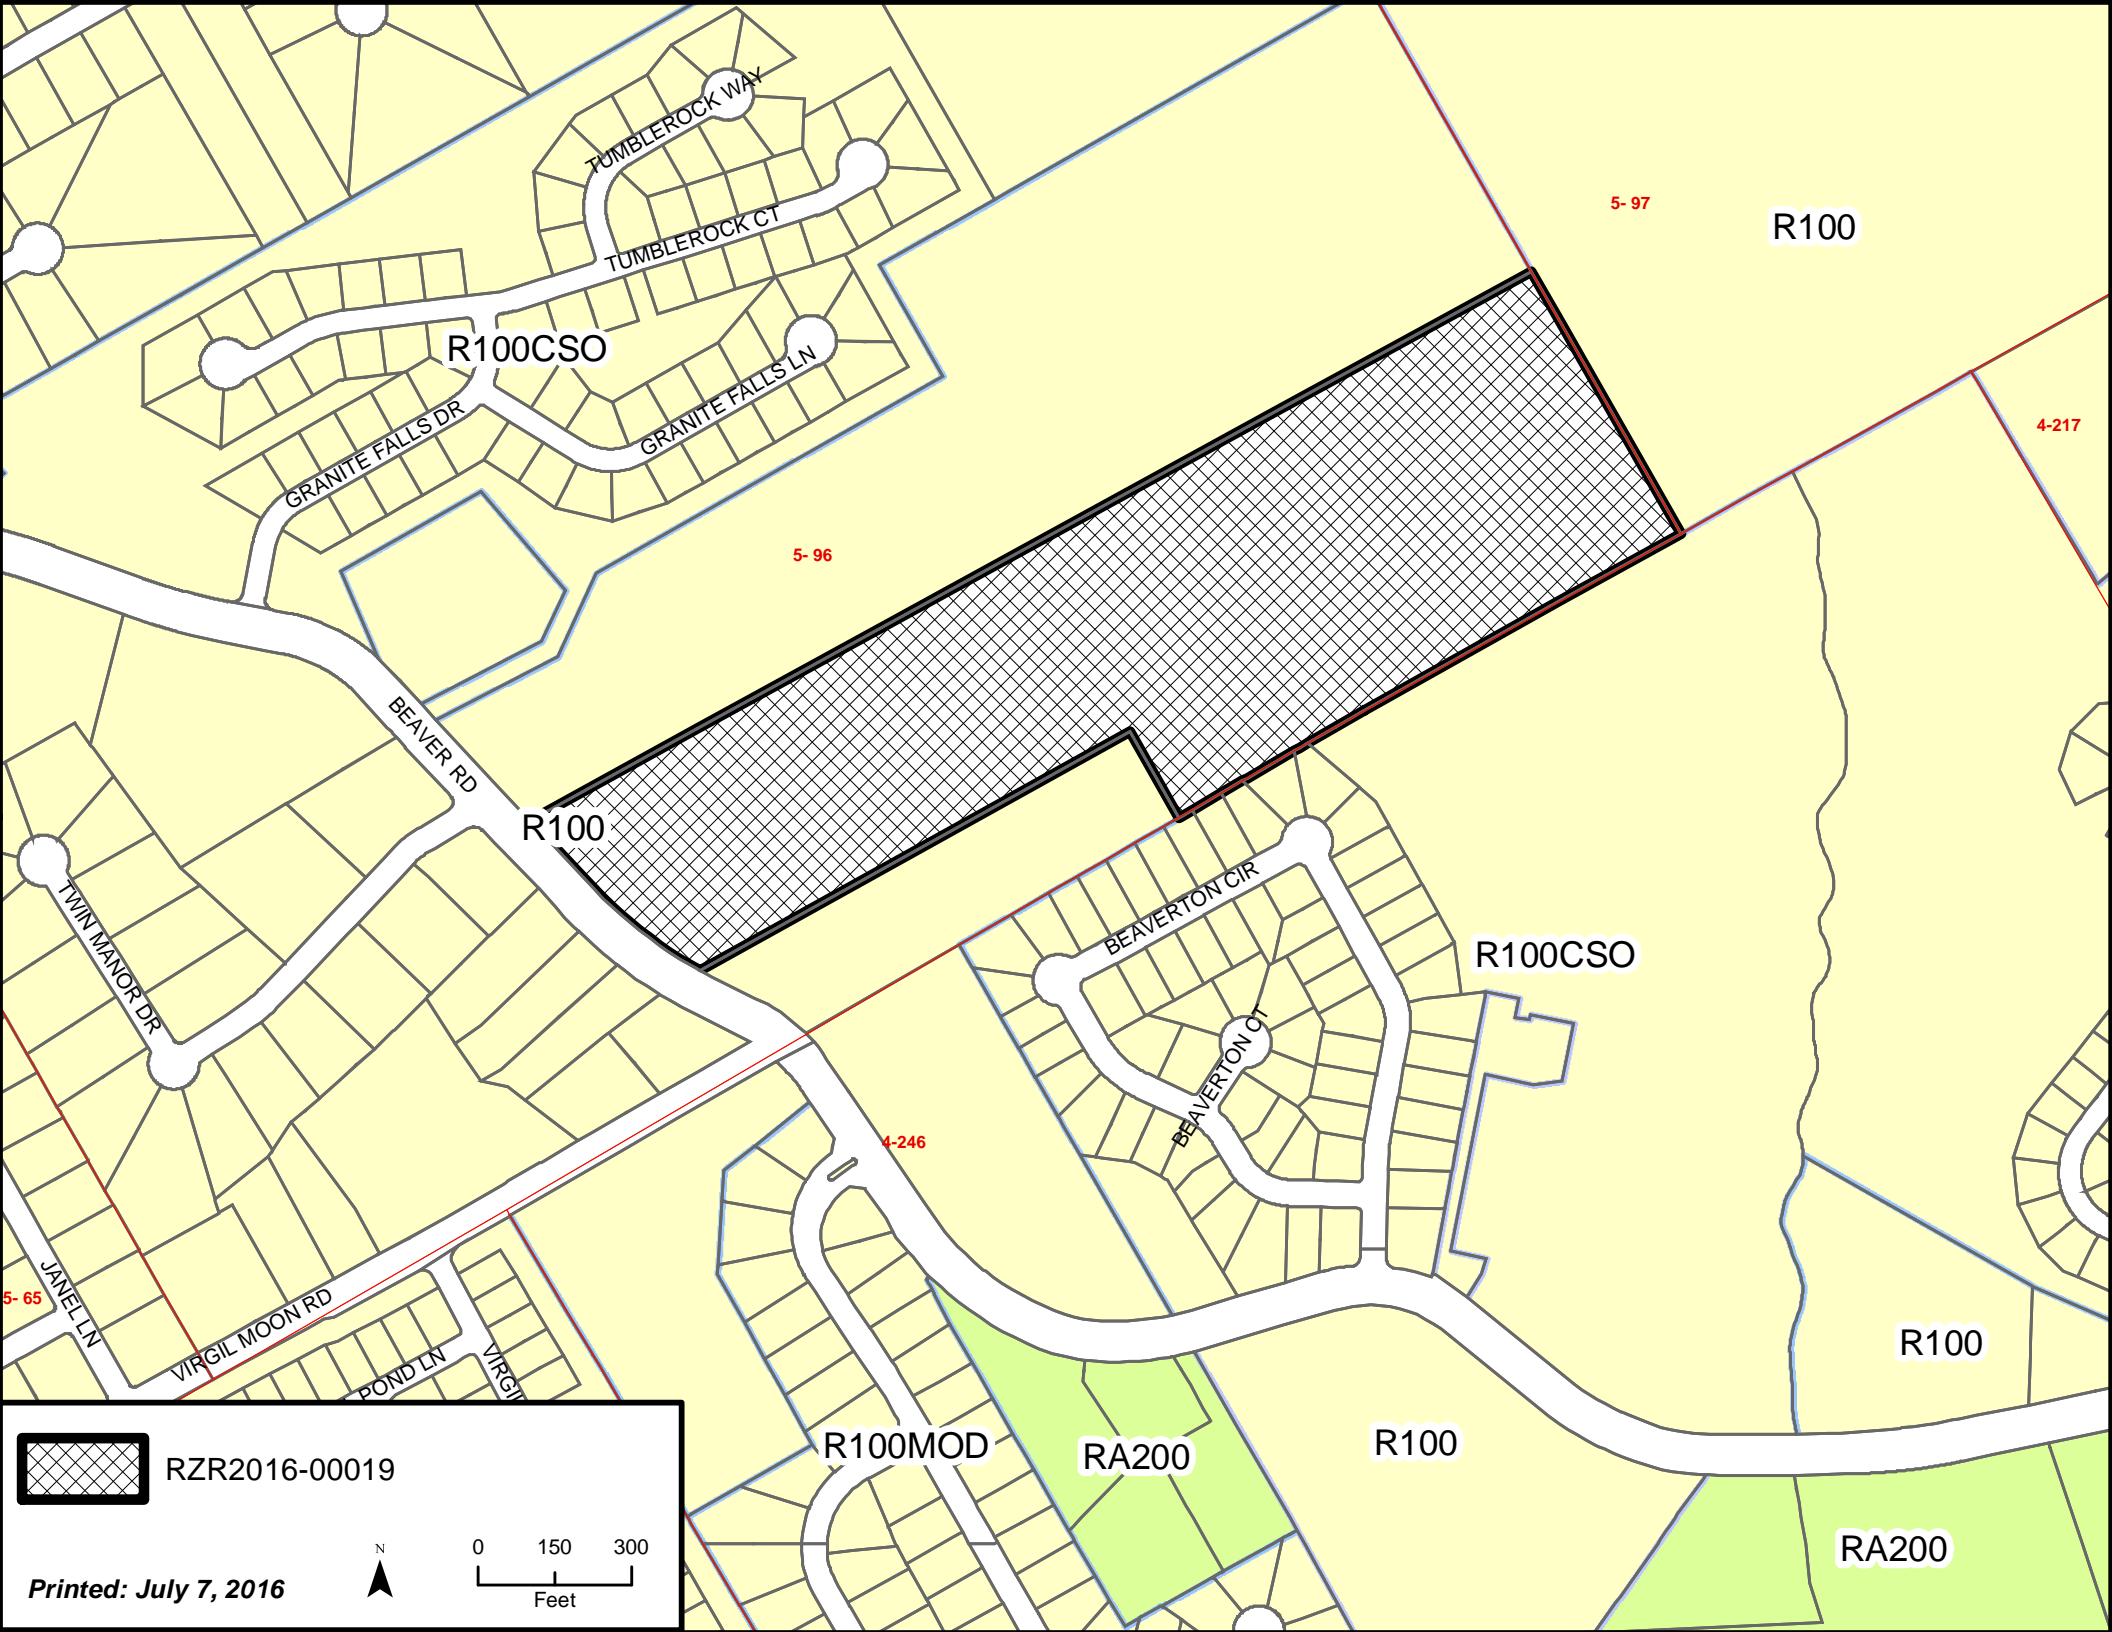 TUMBLEROCK WAY
5- 97
R100
TUMBLEROCK CT
R100CSO
GRANITE FALLS LN
GRANITE FALLS DR
4-217
5- 96
BEAVER RD
R100
BEAVERTON CIR
TWIN MANOR DR
R100CSO
BEAVERTON CT
4-246
JANEL LN
5- 65
VIRGIL MOON RD
POND LN
VIRGIL
R100
R100MOD
RA200
R100
RA200
RZR2016-00019
N
0 150 300
Feet
Printed: July 7, 2016